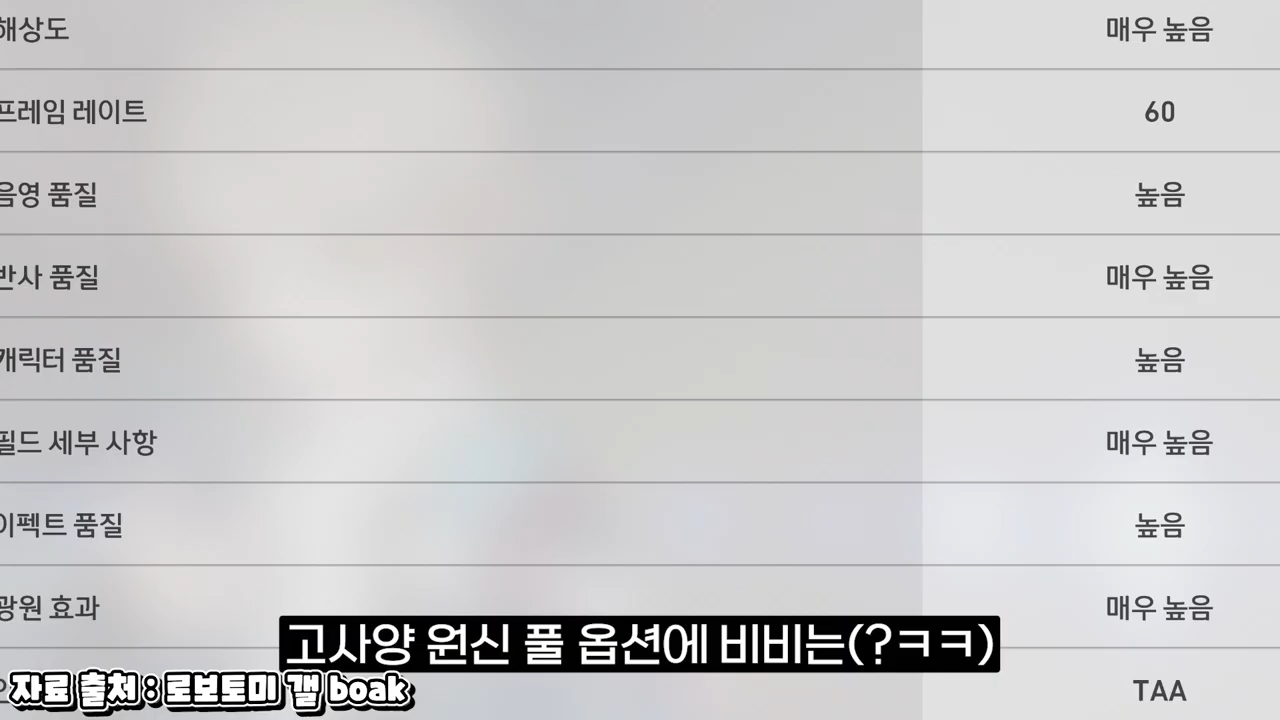 해상도 매우 높음
프레임 레이트 60
음영 품질 높음
반사 품질 매우 높음
캐릭터 품질 높음
필드 세부 사항 매우 높음
이펙트 품질 높음
광원 효과 매우 높음
고사양 원신 풀 옵션에 비비는(?ㅋㅋ)
TAA
자료 출처 : 로보토미 갤 boak